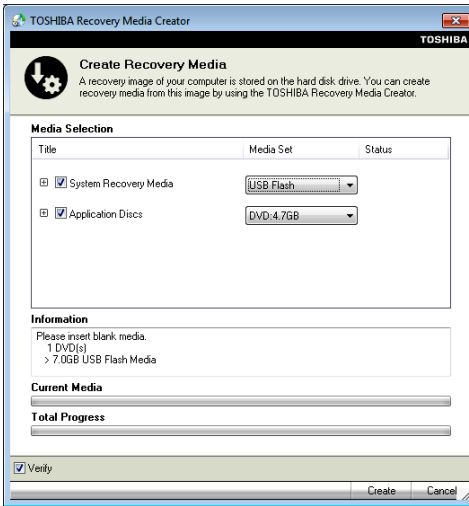 TOSHIBA Recovery Media Creator
TOSHIBA
Create Recovery Media
A recovery image of your computer is stored on the hard disk drive. You can create
recovery media from this image by using the TOSHIBA Recovery Media Creator.
Media Selection
Title Media Set Status
System Recovery Media USB Flash
Application Discs DVD:4.7GB
Information
Please insert blank media.
1 DVD(s)
> 7.0GB USB Flash Media
Current Media
Total Progress
Verify
Create Cancel